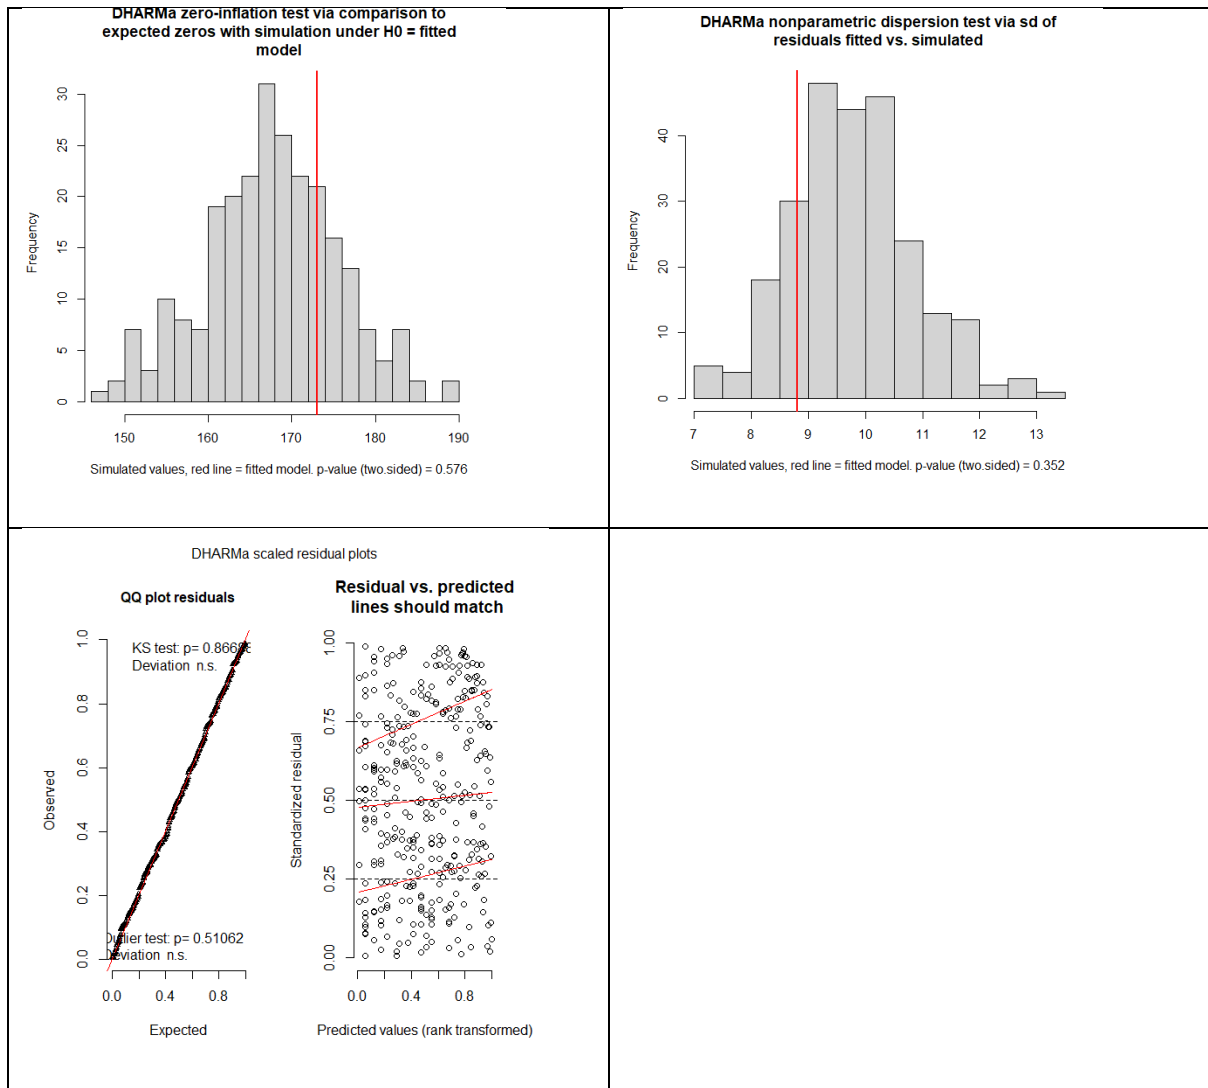 DHARMa zero-inflation test via comparison to
expected zeros with simulation under H0 = fitted
model
Frequency
0
5
10
15
20
25
30
150
160
170
180
190
Simulated values, red line = fitted model. p-value (two.sided) = 0.576
DHARMa nonparametric dispersion test via sd of
residuals fitted vs. simulated
Frequency
0
10
20
30
40
7
8
9
10
11
12
13
Simulated values, red line = fitted model. p-value (two.sided) = 0.352
DHARMa scaled residual plots
QQ plot residuals
KS test: p= 0.866
Deviation n.s.
Observed
0.0
0.2
0.4
0.6
0.8
1.0
Outlier test: p= 0.51062
Deviation n.s.
0.0
0.4
0.8
Expected
Residual vs. predicted
lines should match
Standardized residual
0.00
0.25
0.50
0.75
1.00
0.0
0.4
0.8
Predicted values (rank transformed)